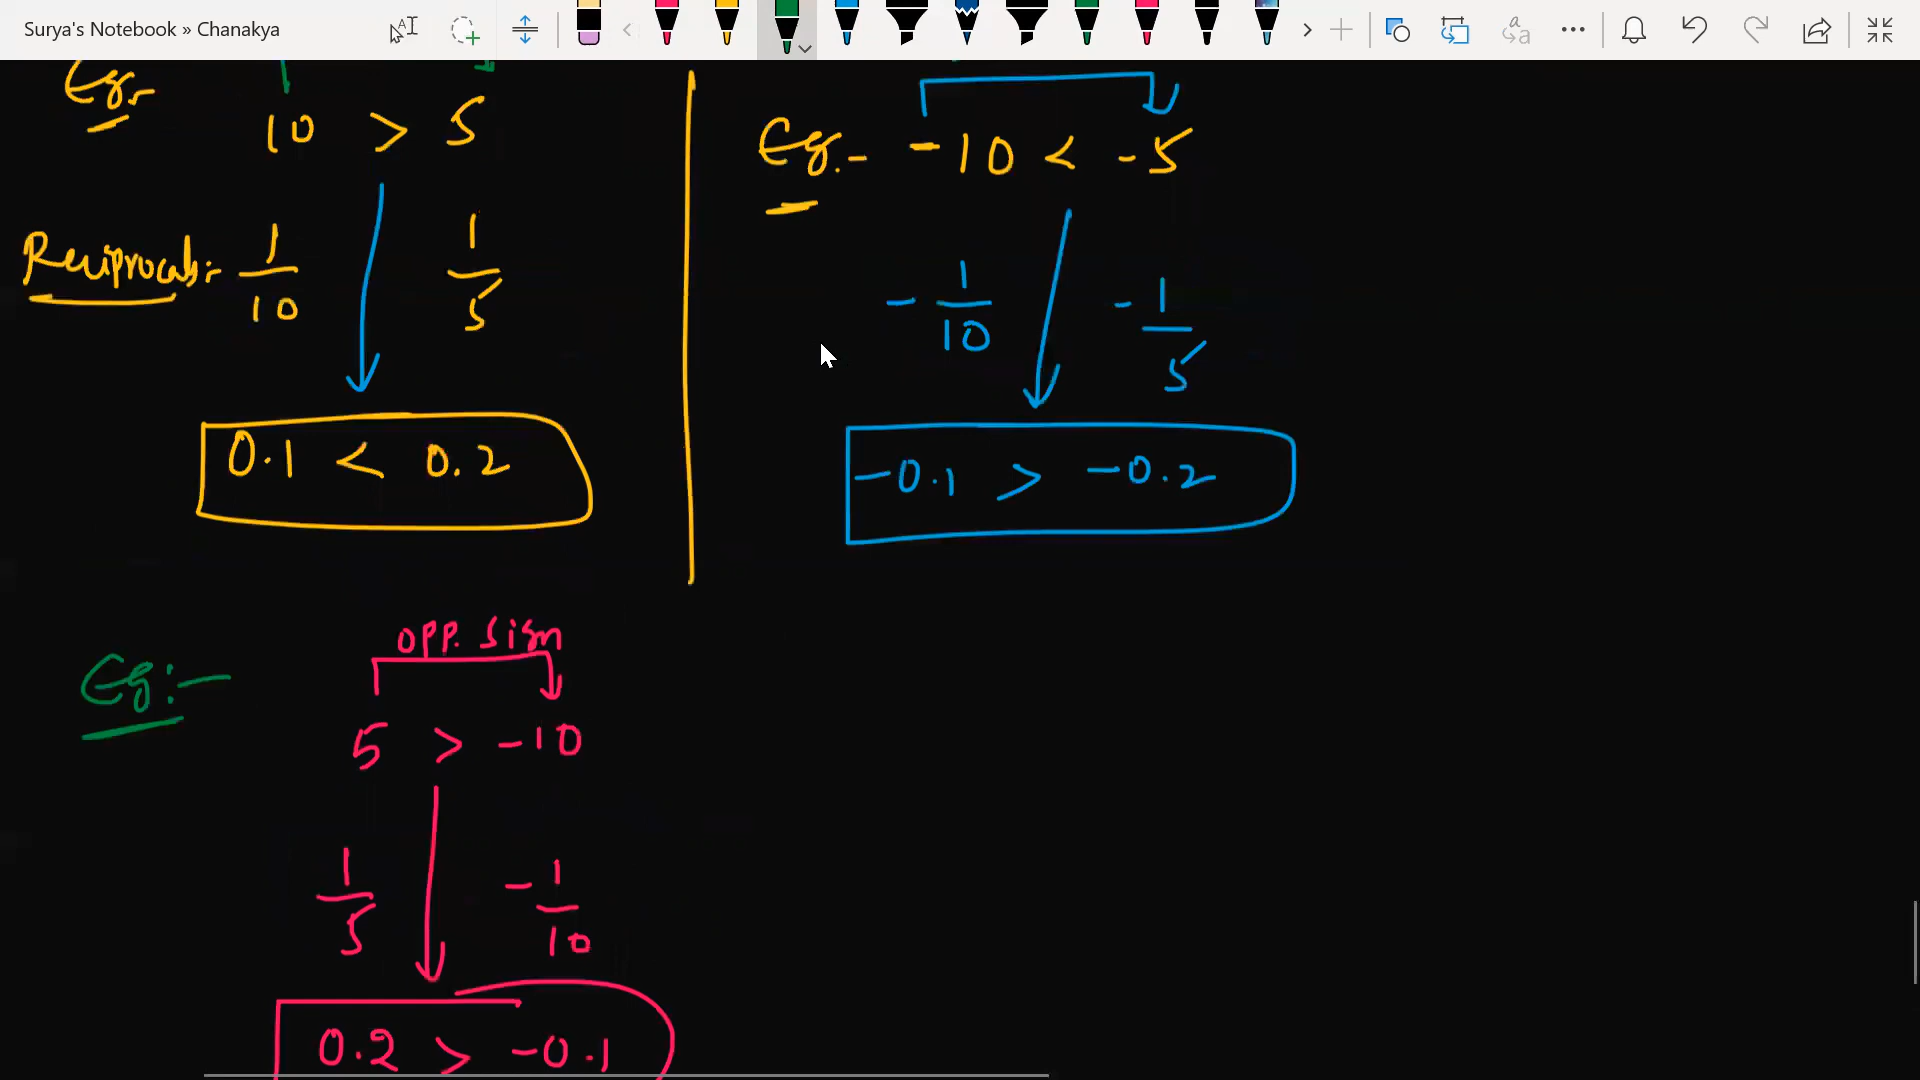 Surya's Notebook » Chanakya
Eg:-
10 > 5
Reciprocals:- 1/10 1/5
0.1 < 0.2
Eg:- -10 < -5
- 1/10 - 1/5
-0.1 > -0.2
Eg:-
opp. sign
5 > -10
1/5 - 1/10
0.2 > -0.1